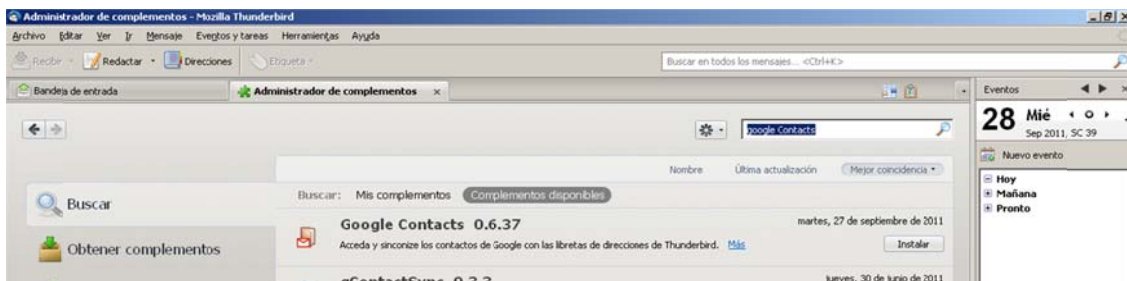 Administrador de complementos - Mozilla Thunderbird
Archivo Editar Ver Ir Mensaje Eventos y tareas Herramientas Ayuda
Recibir Redactar Direcciones Etiqueta Buscar en todos los mensajes... <Ctrl+K>
Bandeja de entrada Administrador de complementos Eventos
google Contacts 28 Mié
Sep 2011, SC 39
Nuevo evento
Nombre Última actualización Mejor coincidencia Hoy
Buscar Buscar: Mis complementos Complementos disponibles Mañana
Google Contacts 0.6.37 martes, 27 de septiembre de 2011 Pronto
Obtener complementos Acceda y sinconize los contactos de Google con las libretas de direcciones de Thunderbird. Más Instalar
gContactSync jueves, 30 de junio de 2011